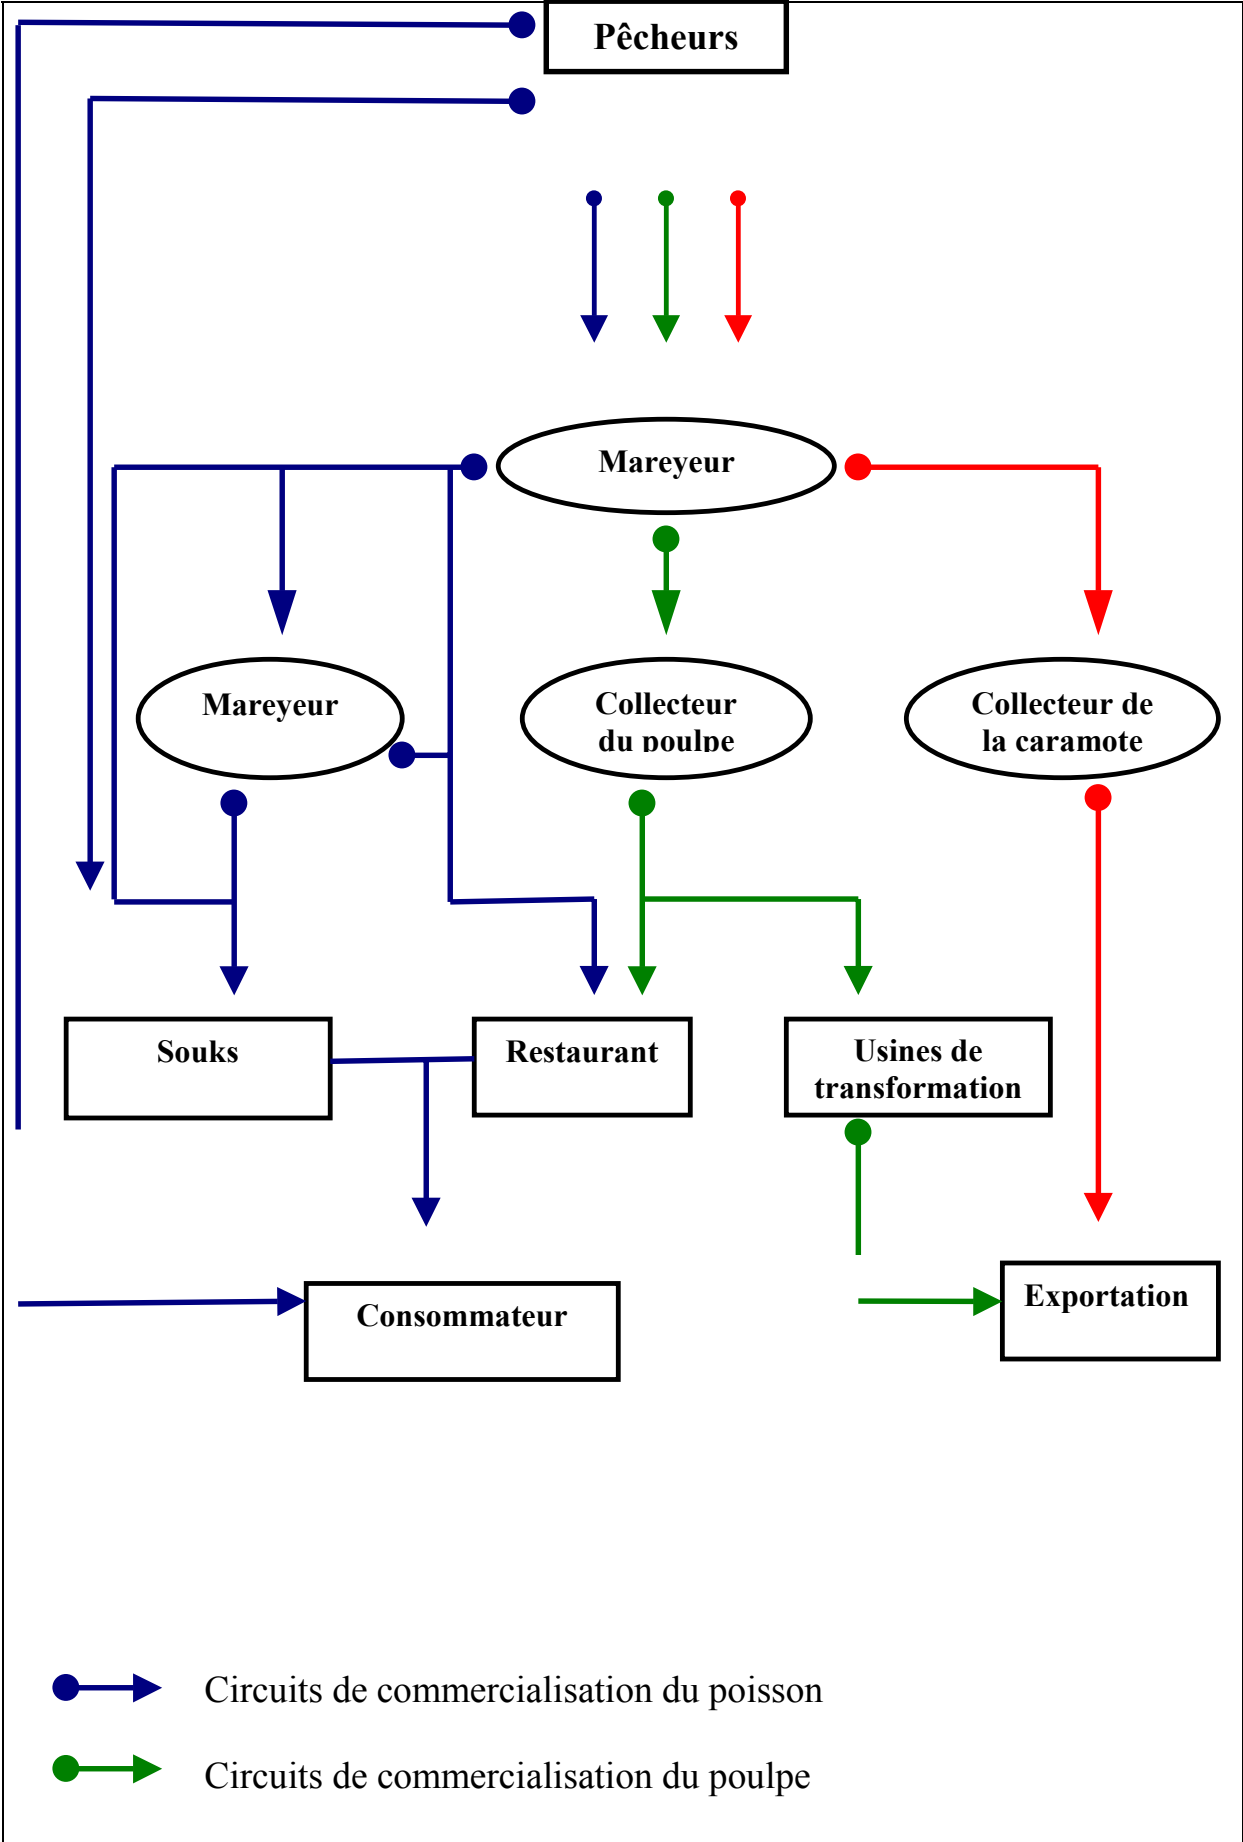 Pêcheurs
Mareyeur
Mareyeur
Collecteur
du poulpe
Collecteur de
la caramote
Souks
Restaurant
Usines de
transformation
Consommateur
Exportation
Circuits de commercialisation du poisson
Circuits de commercialisation du poulpe